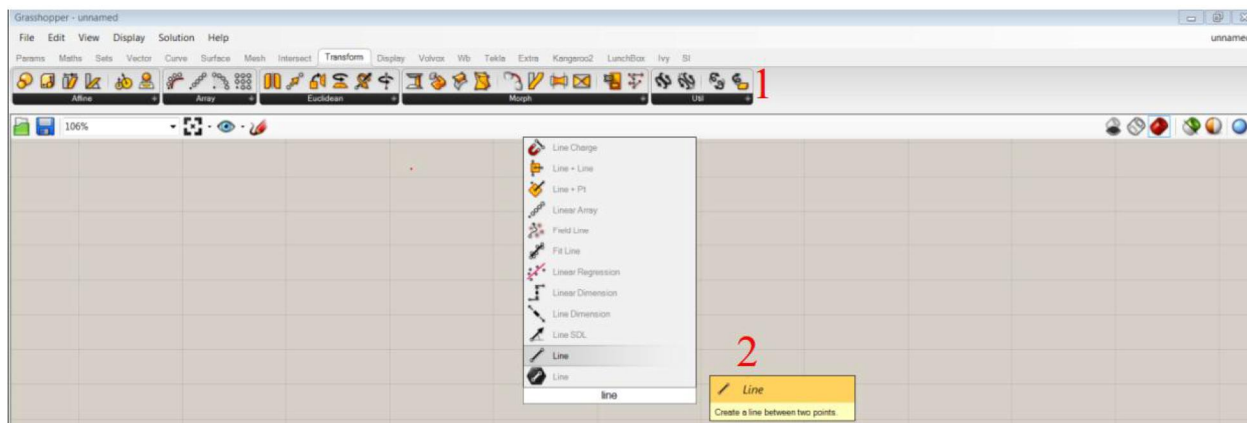 Grasshopper - unnamed
File Edit View Display Solution Help
unnamed
Params Maths Sets Vector Curve Surface Mesh Intersect Transform Display Volvox Wb Tekla Extra Kangaroo2 LunchBox Ivy SI
1
Affine + Array + Euclidean + Morph + Util +
106%
Line Charge
Line + Line
Line + Pt
Linear Array
Field Line
Fit Line
Linear Regression
Linear Dimension
Line Dimension
Line SDL
Line
Line
line
2
Line
Create a line between two points.